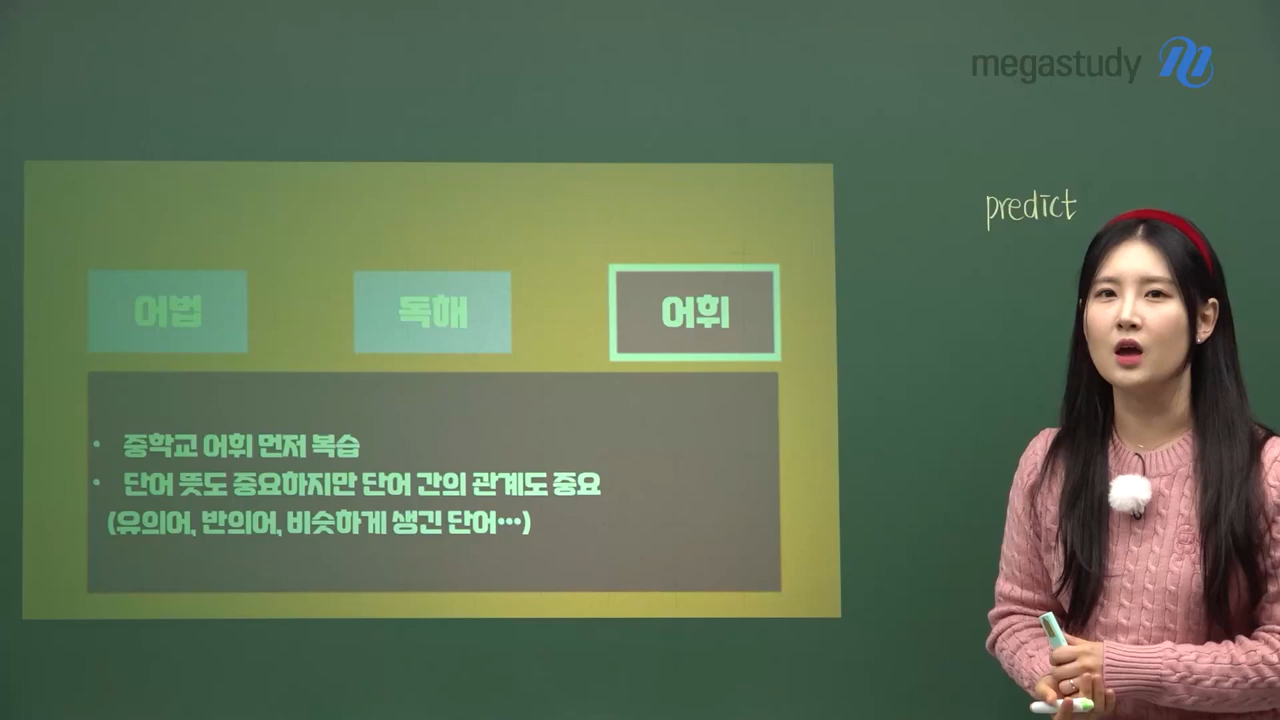 megastudy
predict
어법 독해 어휘
• 중학교 어휘 먼저 복습
• 단어 뜻도 중요하지만 단어 간의 관계도 중요
(유의어, 반의어, 비슷하게 생긴 단어…)